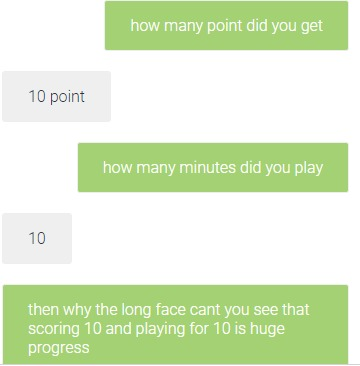 how many point did you get
10 point
how many minutes did you play
10
then why the long face cant you see that
scoring 10 and playing for 10 is huge
progress